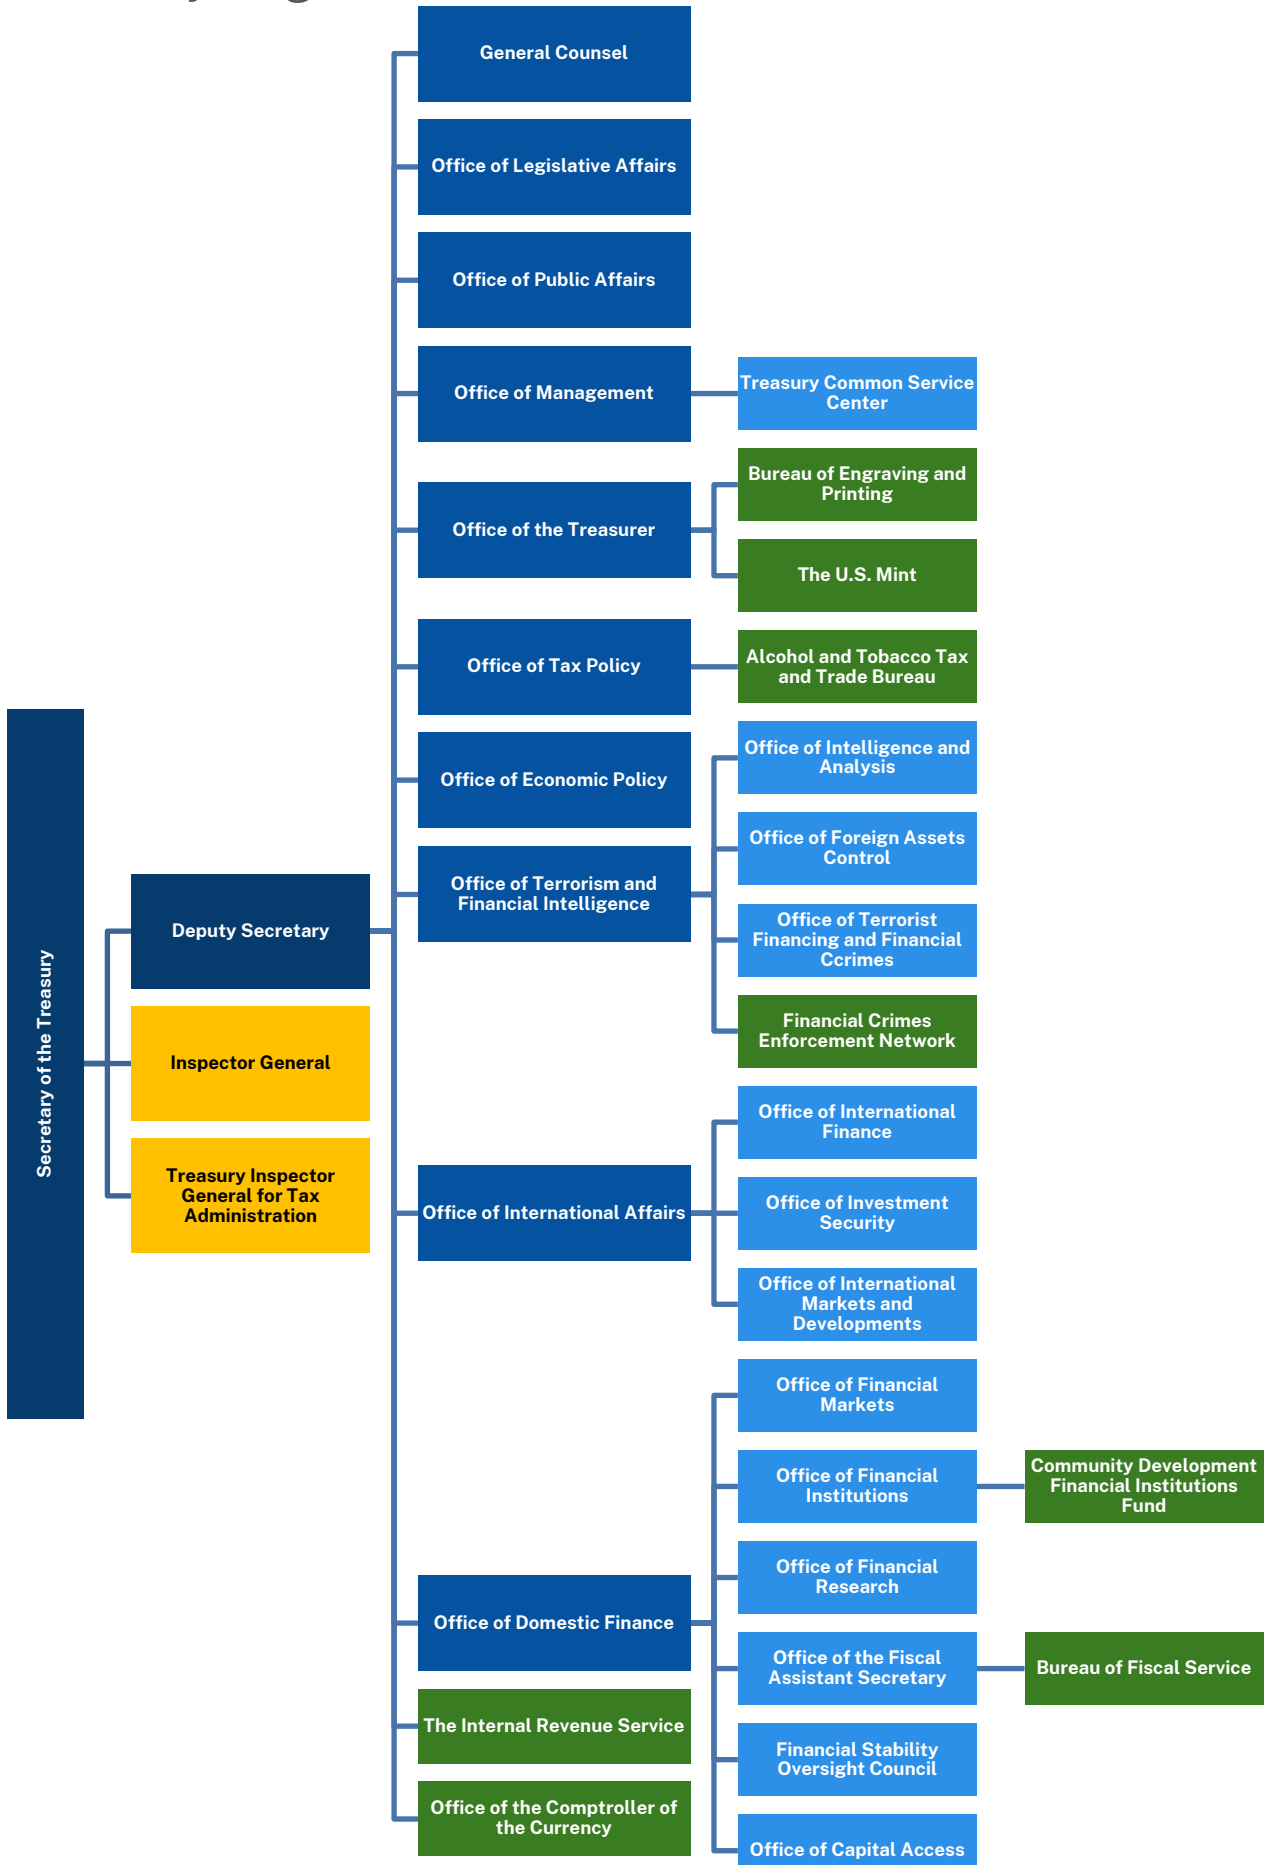 General Counsel
Office of Legislative Affairs
Office of Public Affairs
Office of Management
Treasury Common Service
Center
Bureau of Engraving and
Printing
Office of the Treasurer
The U.S. Mint
Office of Tax Policy
Alcohol and Tobacco Tax
and Trade Bureau
Office of Economic Policy
Office of Intelligence and
Analysis
Office of Foreign Assets
Control
Office of Terrorism and
Financial Intelligence
Office of Terrorist
Financing and Financial
Ccrimes
Financial Crimes
Enforcement Network
Secretary of the Treasury
Deputy Secretary
Inspector General
Treasury Inspector
General for Tax
Administration
Office of International Affairs
Office of International
Finance
Office of Investment
Security
Office of International
Markets and
Developments
Office of Domestic Finance
Office of Financial
Markets
Office of Financial
Institutions
Community Development
Financial Institutions
Fund
Office of Financial
Research
Office of the Fiscal
Assistant Secretary
Bureau of Fiscal Service
Financial Stability
Oversight Council
Office of Capital Access
The Internal Revenue Service
Office of the Comptroller of
the Currency